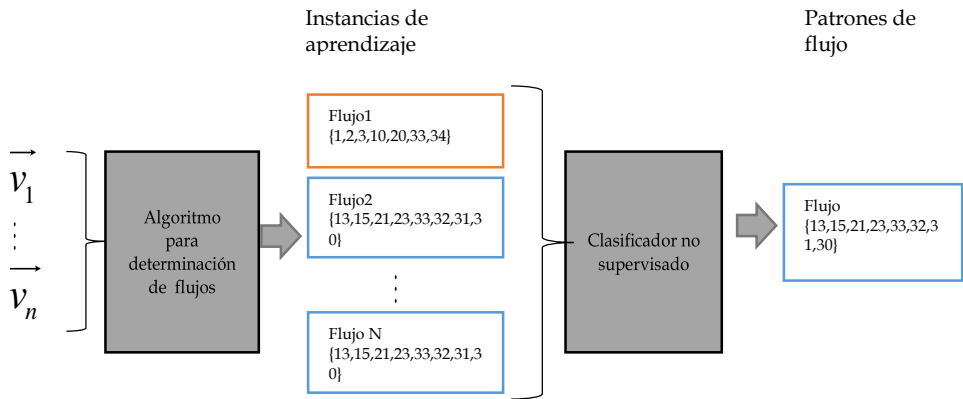 Instancias de
aprendizaje
Patrones de
flujo
v1
⋮
vn
Algoritmo
para
determinación
de flujos
Flujo1
{1,2,3,10,20,33,34}
Flujo2
{13,15,21,23,33,32,31,3
0}
⋮
Flujo N
{13,15,21,23,33,32,31,3
0}
Clasificador no
supervisado
Flujo
{13,15,21,23,33,32,3
1,30}